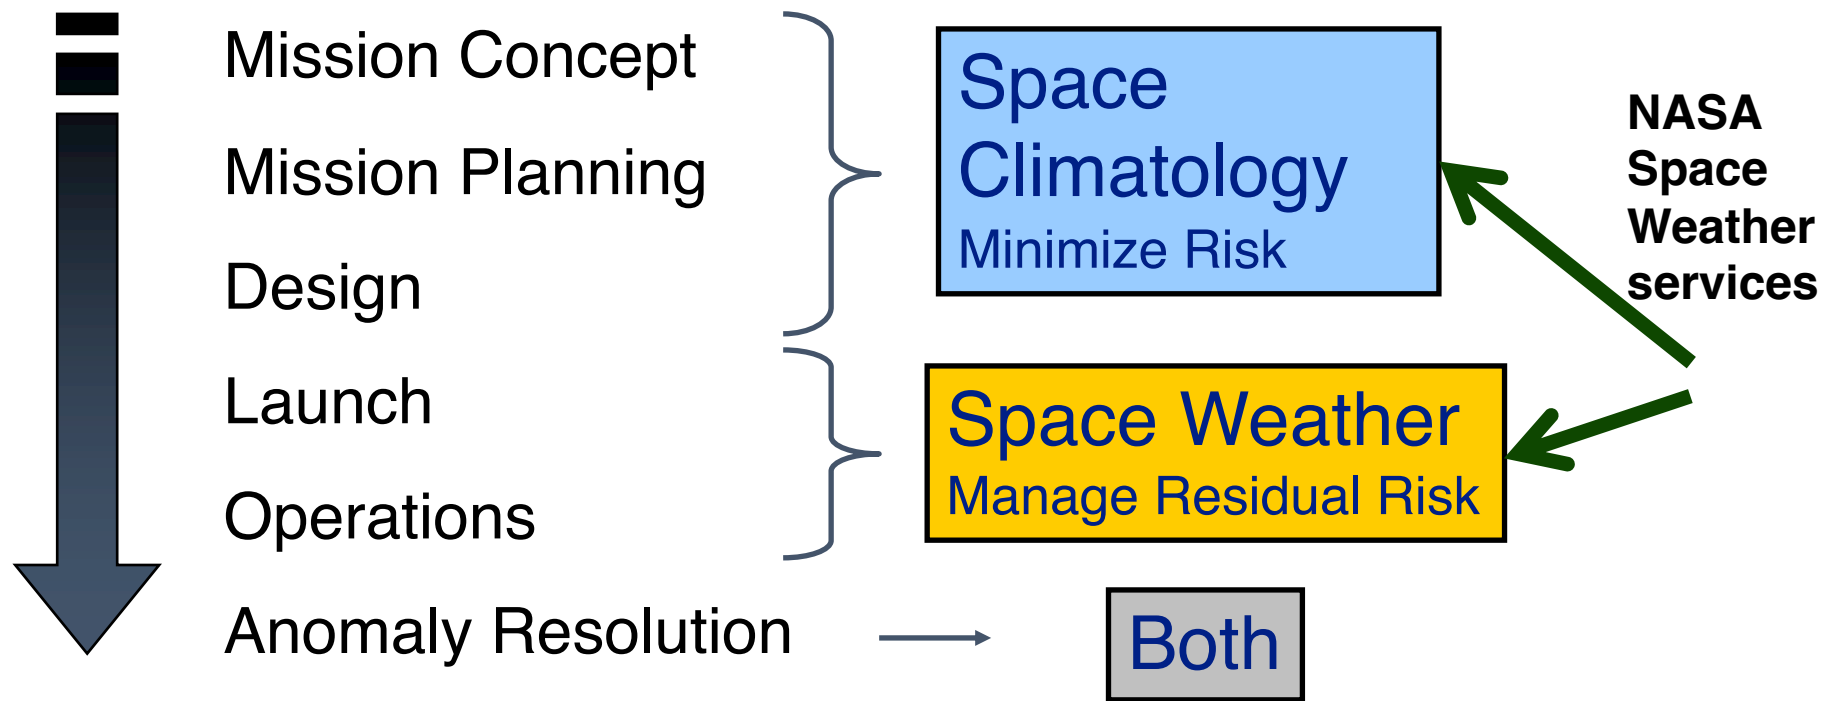 Mission Concept
Mission Planning
Design
Launch
Operations
Anomaly Resolution
Space
Climatology
Minimize Risk
Space Weather
Manage Residual Risk
Both
NASA
Space
Weather
services